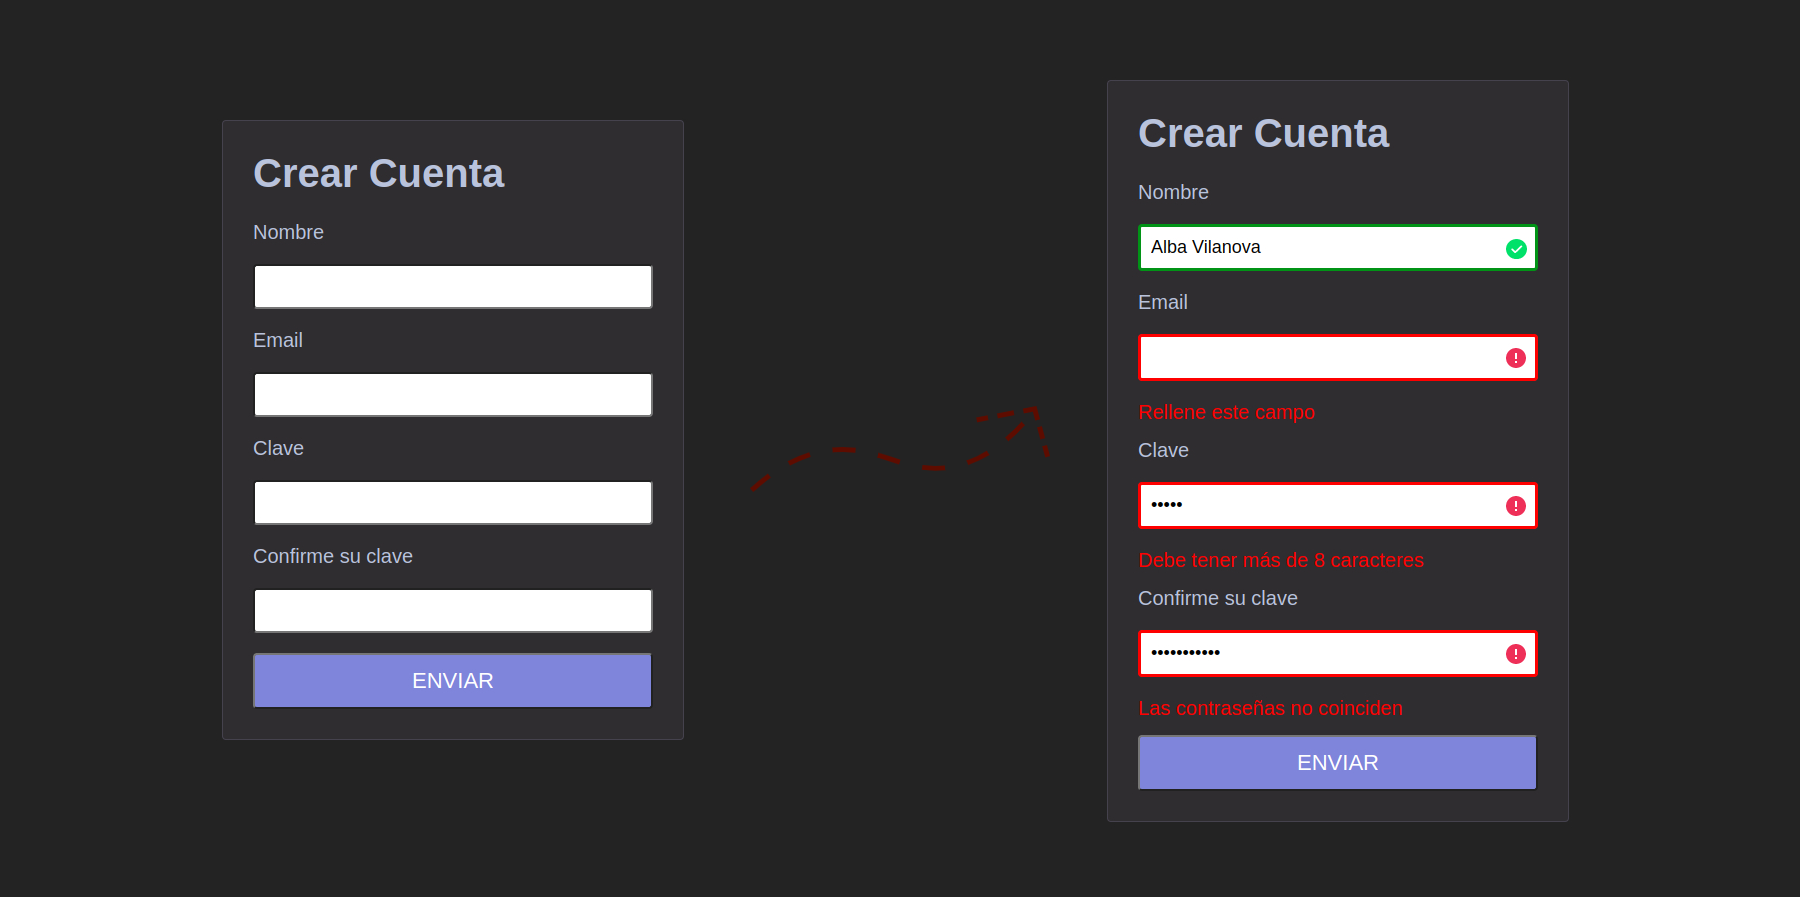 Crear Cuenta
Nombre
Email
Clave
Confirme su clave
ENVIAR
Crear Cuenta
Nombre
Alba Vilanova
Email
Rellene este campo
Clave
•••••
Debe tener más de 8 caracteres
Confirme su clave
•••••••••••
Las contraseñas no coinciden
ENVIAR